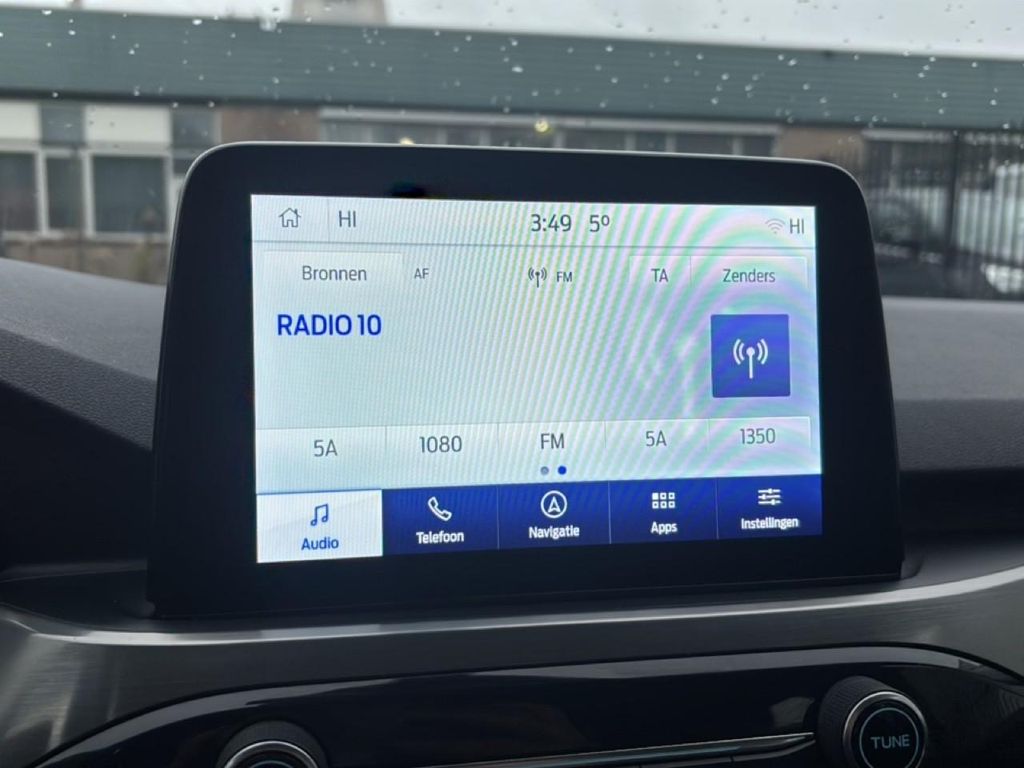 HI 3:49 5º HI
Bronnen AF FM TA Zenders
RADIO 10
5A 1080 FM 5A 1350
Audio Telefoon Navigatie Apps Instellingen
TUNE